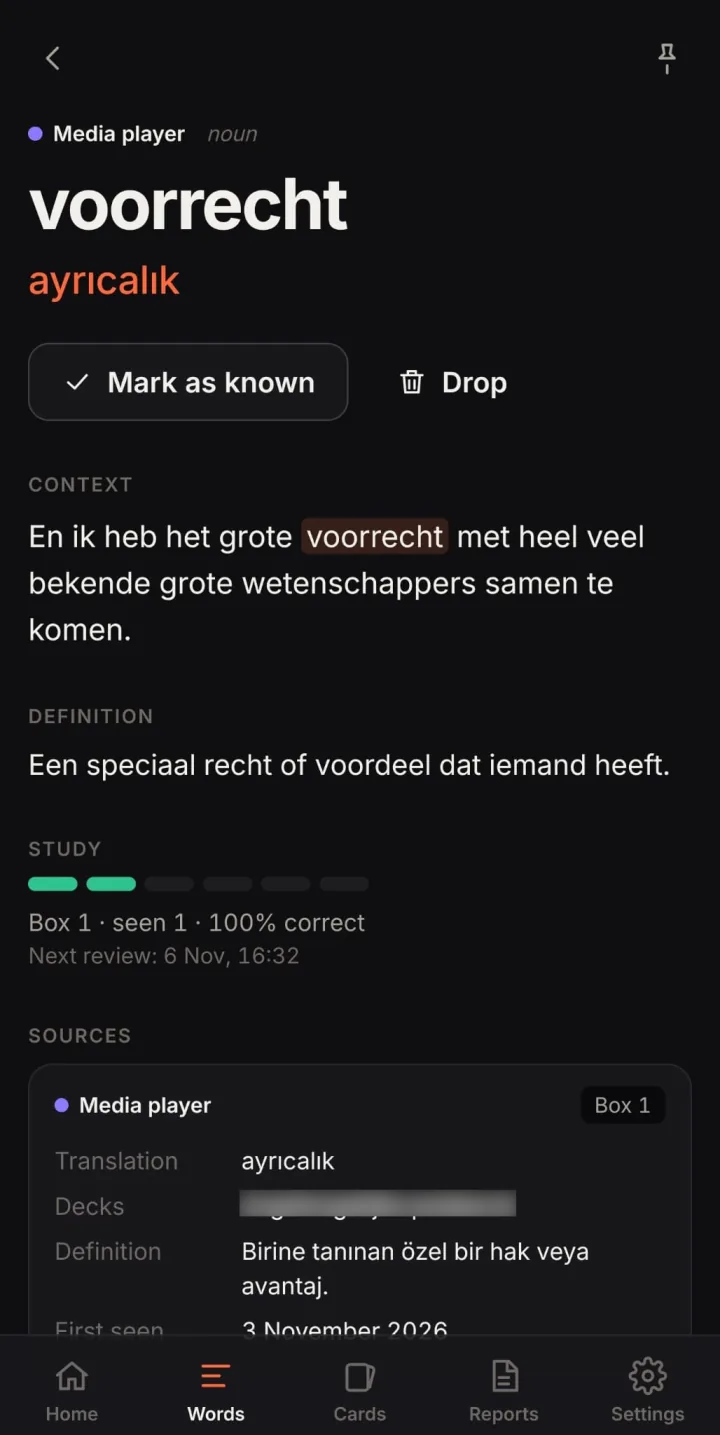 Media player noun
voorrecht
ayrıcalık
Mark as known
Drop
CONTEXT
En ik heb het grote voorrecht met heel veel
bekende grote wetenschappers samen te
komen.
DEFINITION
Een speciaal recht of voordeel dat iemand heeft.
STUDY
Box 1 · seen 1 · 100% correct
Next review: 6 Nov, 16:32
SOURCES
Media player Box 1
Translation ayrıcalık
Decks
Definition Birine tanınan özel bir hak veya
avantaj.
First seen 3 November 2026
Home Words Cards Reports Settings